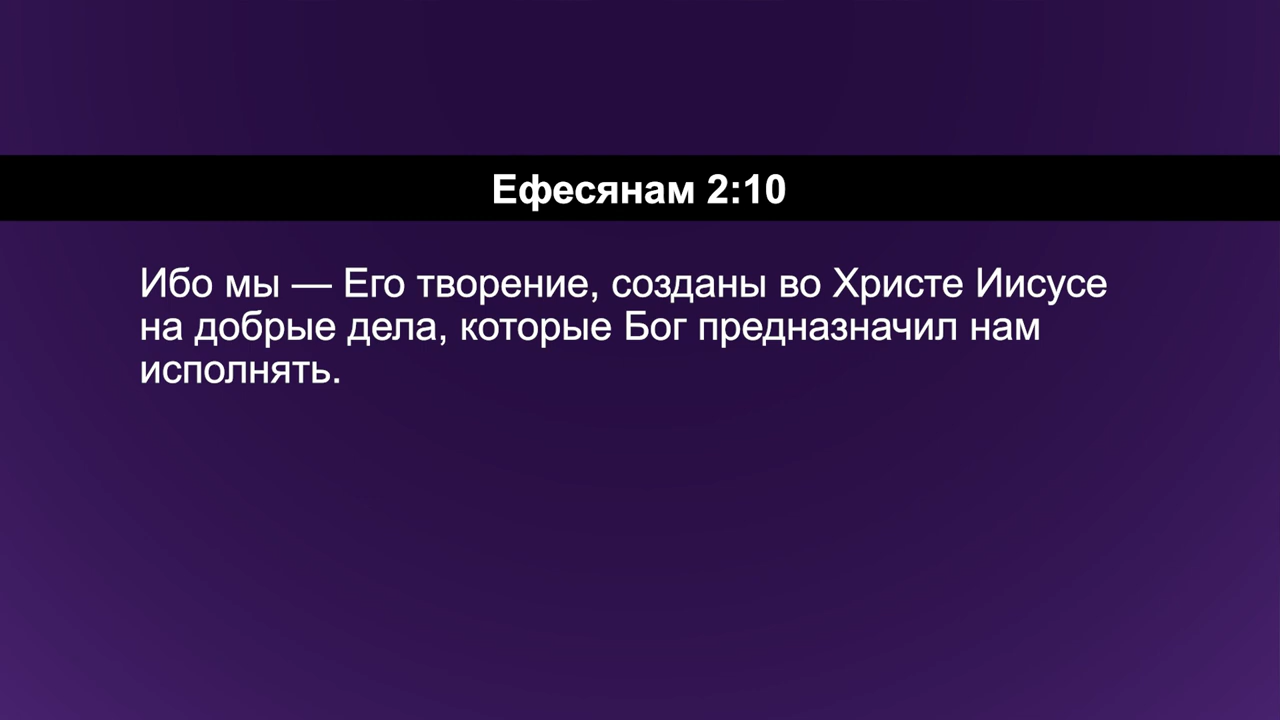 Ефесянам 2:10
Ибо мы — Его творение, созданы во Христе Иисусе
на добрые дела, которые Бог предназначил нам
исполнять.